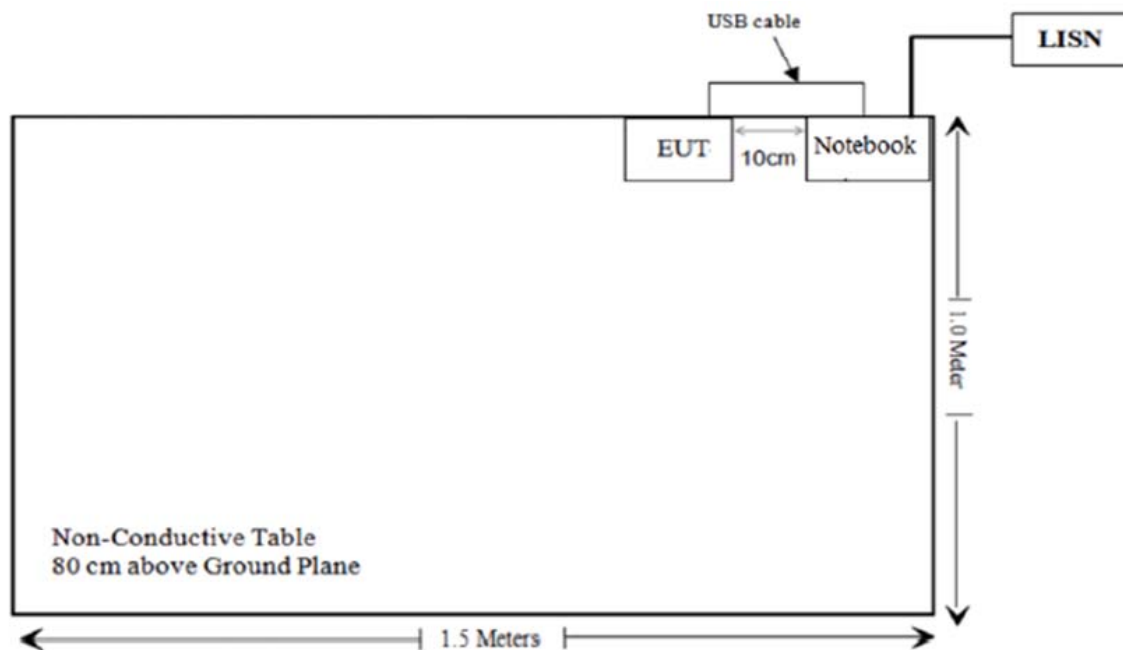 USB cable
LISN
EUT
10cm
Notebook
1.0 Meter
Non-Conductive Table
80 cm above Ground Plane
1.5 Meters